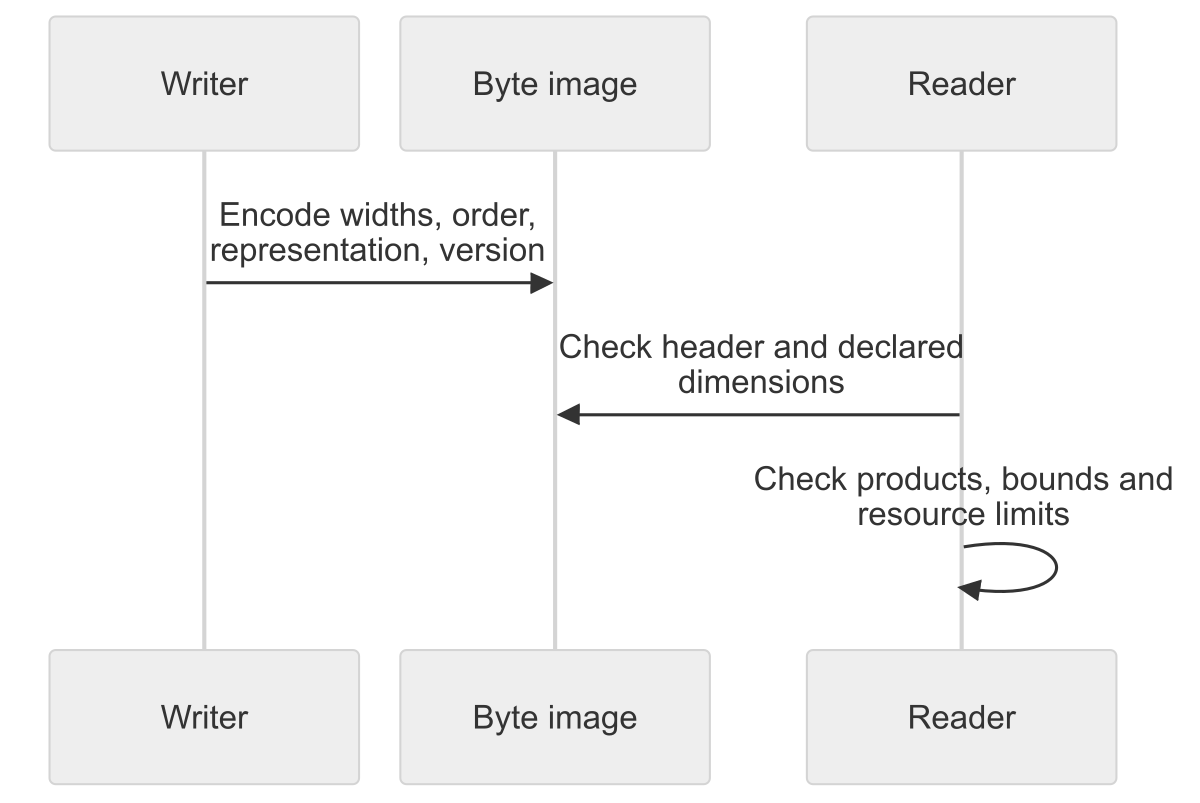 Writer
Byte image
Reader
Encode widths, order,
representation, version
Check header and declared
dimensions
Check products, bounds and
resource limits
Writer
Byte image
Reader